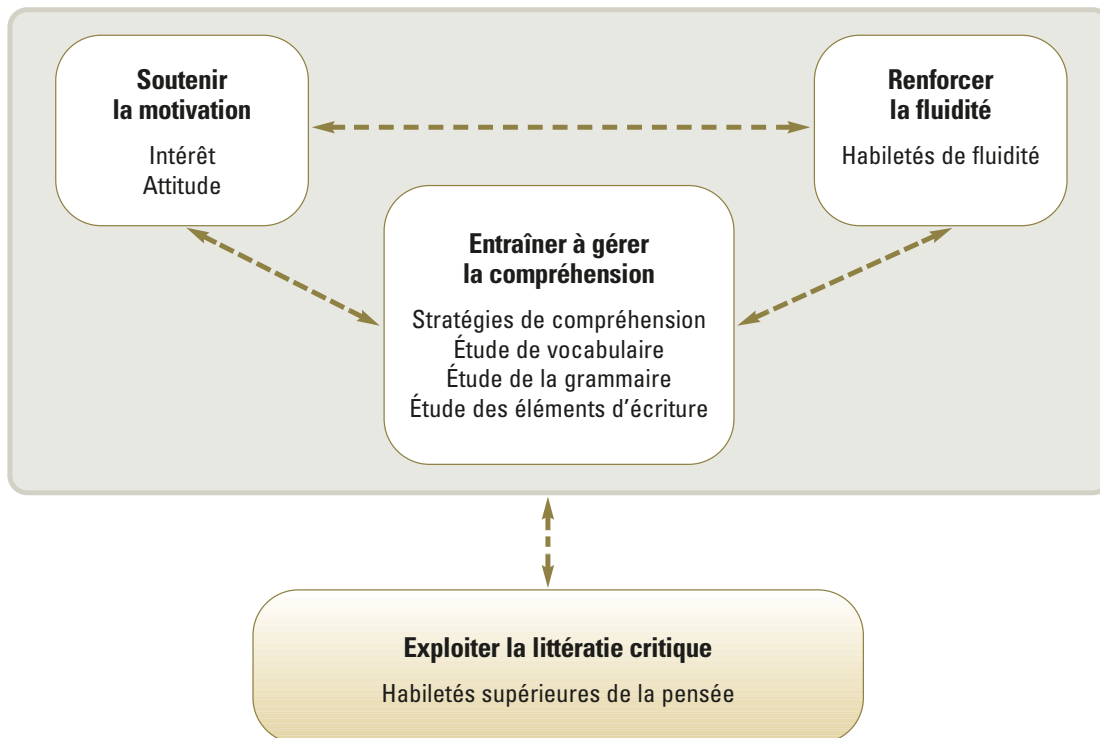 Soutenir
la motivation
Intérêt
Attitude
Renforcer
la fluidité
Habiletés de fluidité
Entraîner à gérer
la compréhension
Stratégies de compréhension
Étude de vocabulaire
Étude de la grammaire
Étude des éléments d’écriture
Exploiter la littératie critique
Habiletés supérieures de la pensée